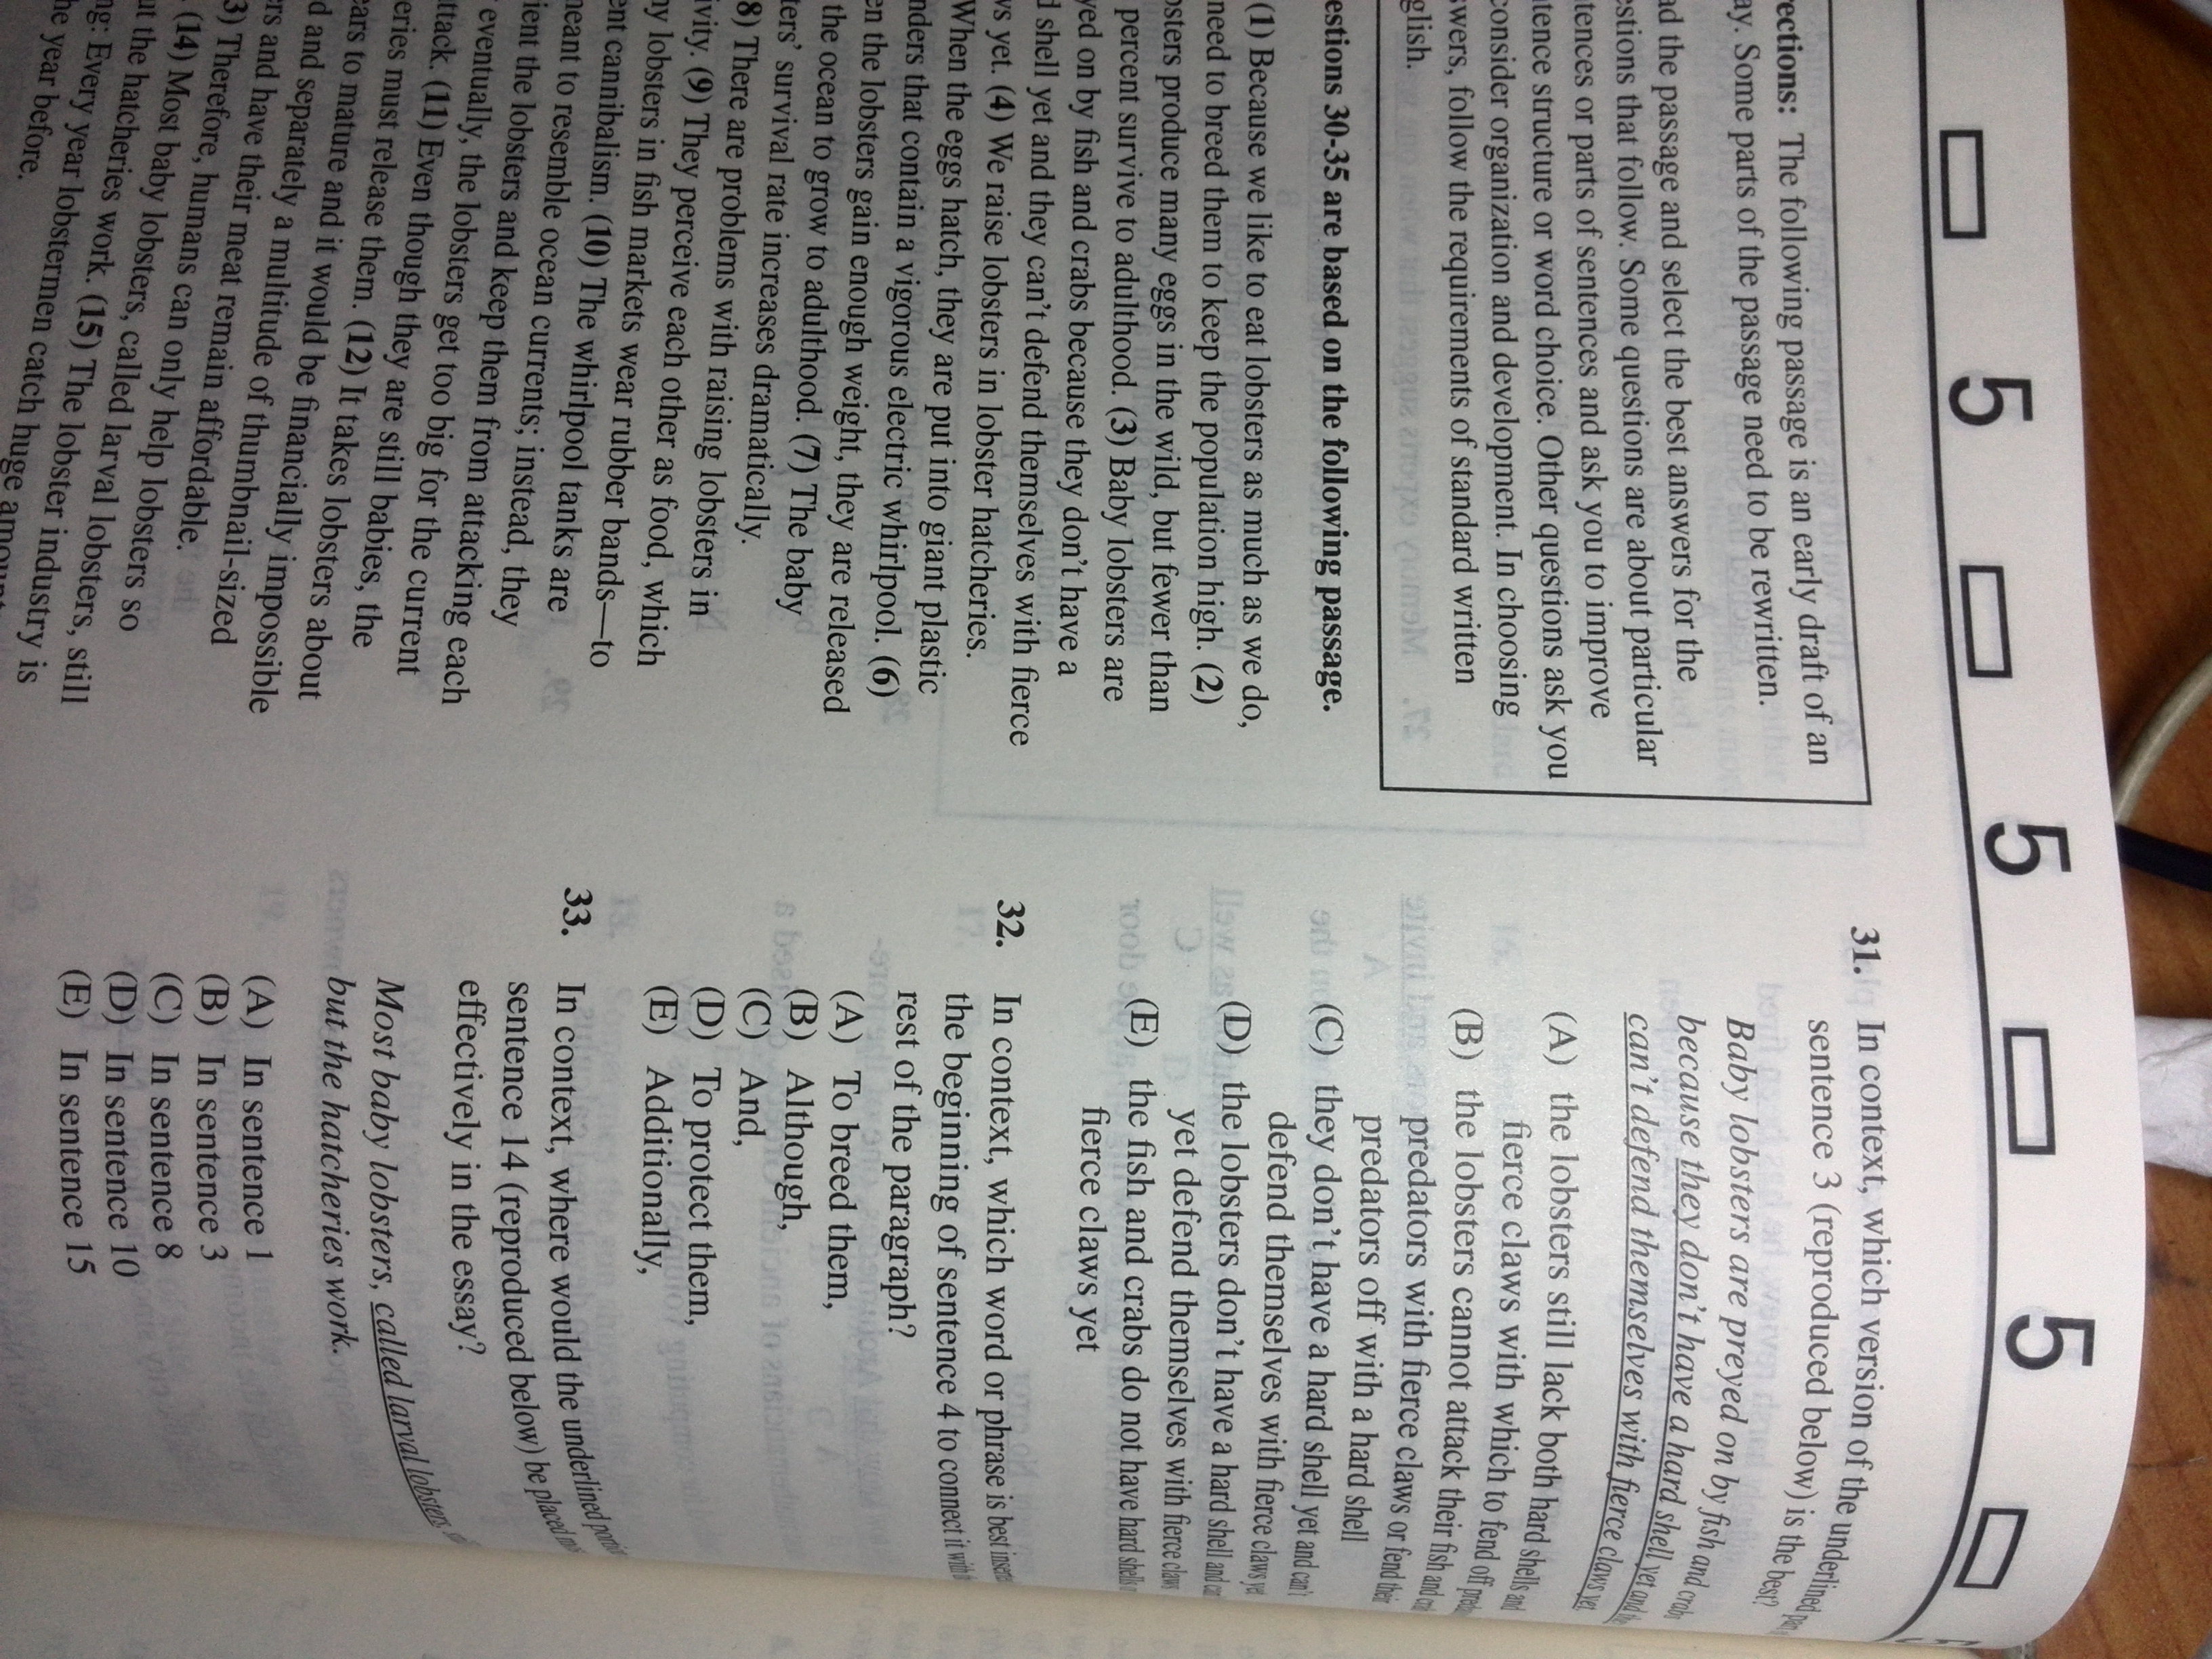 5 5 5
rections: The following passage is an early draft of an
ay. Some parts of the passage need to be rewritten.
ad the passage and select the best answers for the
estions that follow. Some questions are about particular
tences or parts of sentences and ask you to improve
tence structure or word choice. Other questions ask you
consider organization and development. In choosing
swers, follow the requirements of standard written
glish.
estions 30-35 are based on the following passage.
(1) Because we like to eat lobsters as much as we do,
need to breed them to keep the population high. (2)
bsters produce many eggs in the wild, but fewer than
percent survive to adulthood. (3) Baby lobsters are
yed on by fish and crabs because they don't have a
d shell yet and they can't defend themselves with fierce
ws yet. (4) We raise lobsters in lobster hatcheries.
When the eggs hatch, they are put into giant plastic
nders that contain a vigorous electric whirlpool. (6)
en the lobsters gain enough weight, they are released
the ocean to grow to adulthood. (7) The baby
ters' survival rate increases dramatically.
8) There are problems with raising lobsters in
ivity. (9) They perceive each other as food, which
ny lobsters in fish markets wear rubber bands—to
ent cannibalism. (10) The whirlpool tanks are
neant to resemble ocean currents; instead, they
ient the lobsters and keep them from attacking each
eventually, the lobsters get too big for the current
attack. (11) Even though they are still babies, the
eries must release them. (12) It takes lobsters about
ears to mature and it would be financially impossible
d and separately a multitude of thumbnail-sized
ers and have their meat remain affordable.
3) Therefore, humans can only help lobsters so
. (14) Most baby lobsters, called larval lobsters, still
ut the hatcheries work. (15) The lobster industry is
ng: Every year lobstermen catch huge amoun
he year before.
31. In context, which version of the underlined part
sentence 3 (reproduced below) is the best?
Baby lobsters are preyed on by fish and crabs
because they don't have a hard shell yet and the
can't defend themselves with fierce claws yet.
(A) the lobsters still lack both hard shells and
fierce claws with which to fend off preda
(B) the lobsters cannot attack their fish and cra
predators with fierce claws or fend their
predators off with a hard shell
(C) they don't have a hard shell yet and can't
defend themselves with fierce claws yet
(D) the lobsters don't have a hard shell and can
yet defend themselves with fierce claws
(E) the fish and crabs do not have hard shells
fierce claws yet
32. In context, which word or phrase is best inserte
the beginning of sentence 4 to connect it with th
rest of the paragraph?
(A) To breed them,
(B) Although,
(C) And,
(D) To protect them,
(E) Additionally,
33. In context, where would the underlined portion
sentence 14 (reproduced below) be placed mo
effectively in the essay?
Most baby lobsters, called larval lobsters,
but the hatcheries work.
(A) In sentence 1
(B) In sentence 3
(C) In sentence 8
(D) In sentence 10
(E) In sentence 15